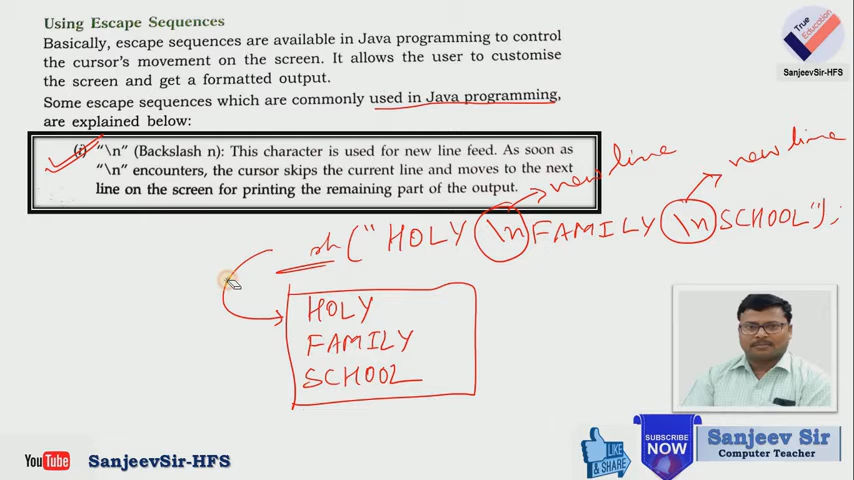 Using Escape Sequences
Basically, escape sequences are available in Java programming to control
the cursor's movement on the screen. It allows the user to customise
the screen and get a formatted output.
Some escape sequences which are commonly used in Java programming,
are explained below:
(i) "\n" (Backslash n): This character is used for new line feed. As soon as
"\n" encounters, the cursor skips the current line and moves to the next
line on the screen for printing the remaining part of the output.
new line
new line
("HOLY \n FAMILY \n SCHOOL");
HOLY
FAMILY
SCHOOL
True
Education
SanjeevSir-HFS
LIKE
& SHARE
SUBSCRIBE
NOW
Sanjeev Sir
Computer Teacher
YouTube SanjeevSir-HFS